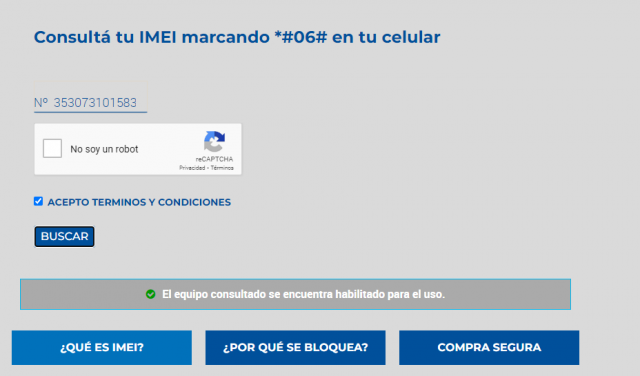 Consultá tu IMEI marcando *#06# en tu celular
Nº 353073101583
No soy un robot
reCAPTCHA
Privacidad - Términos
ACEPTO TERMINOS Y CONDICIONES
BUSCAR
El equipo consultado se encuentra habilitado para el uso.
¿QUÉ ES IMEI?
¿POR QUÉ SE BLOQUEA?
COMPRA SEGURA